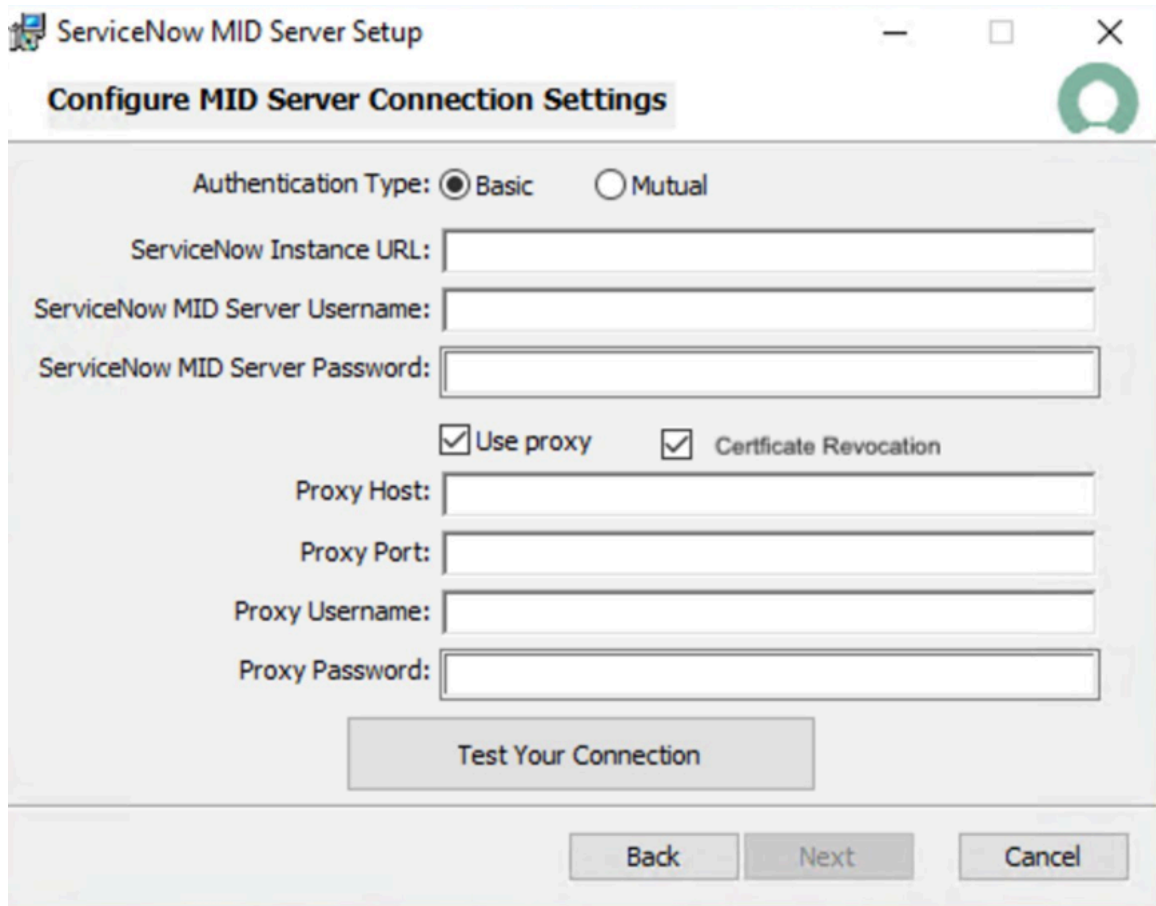 ServiceNow MID Server Setup
Configure MID Server Connection Settings
Authentication Type: Basic Mutual
ServiceNow Instance URL:
ServiceNow MID Server Username:
ServiceNow MID Server Password:
Use proxy Certficate Revocation
Proxy Host:
Proxy Port:
Proxy Username:
Proxy Password:
Test Your Connection
Back Next Cancel